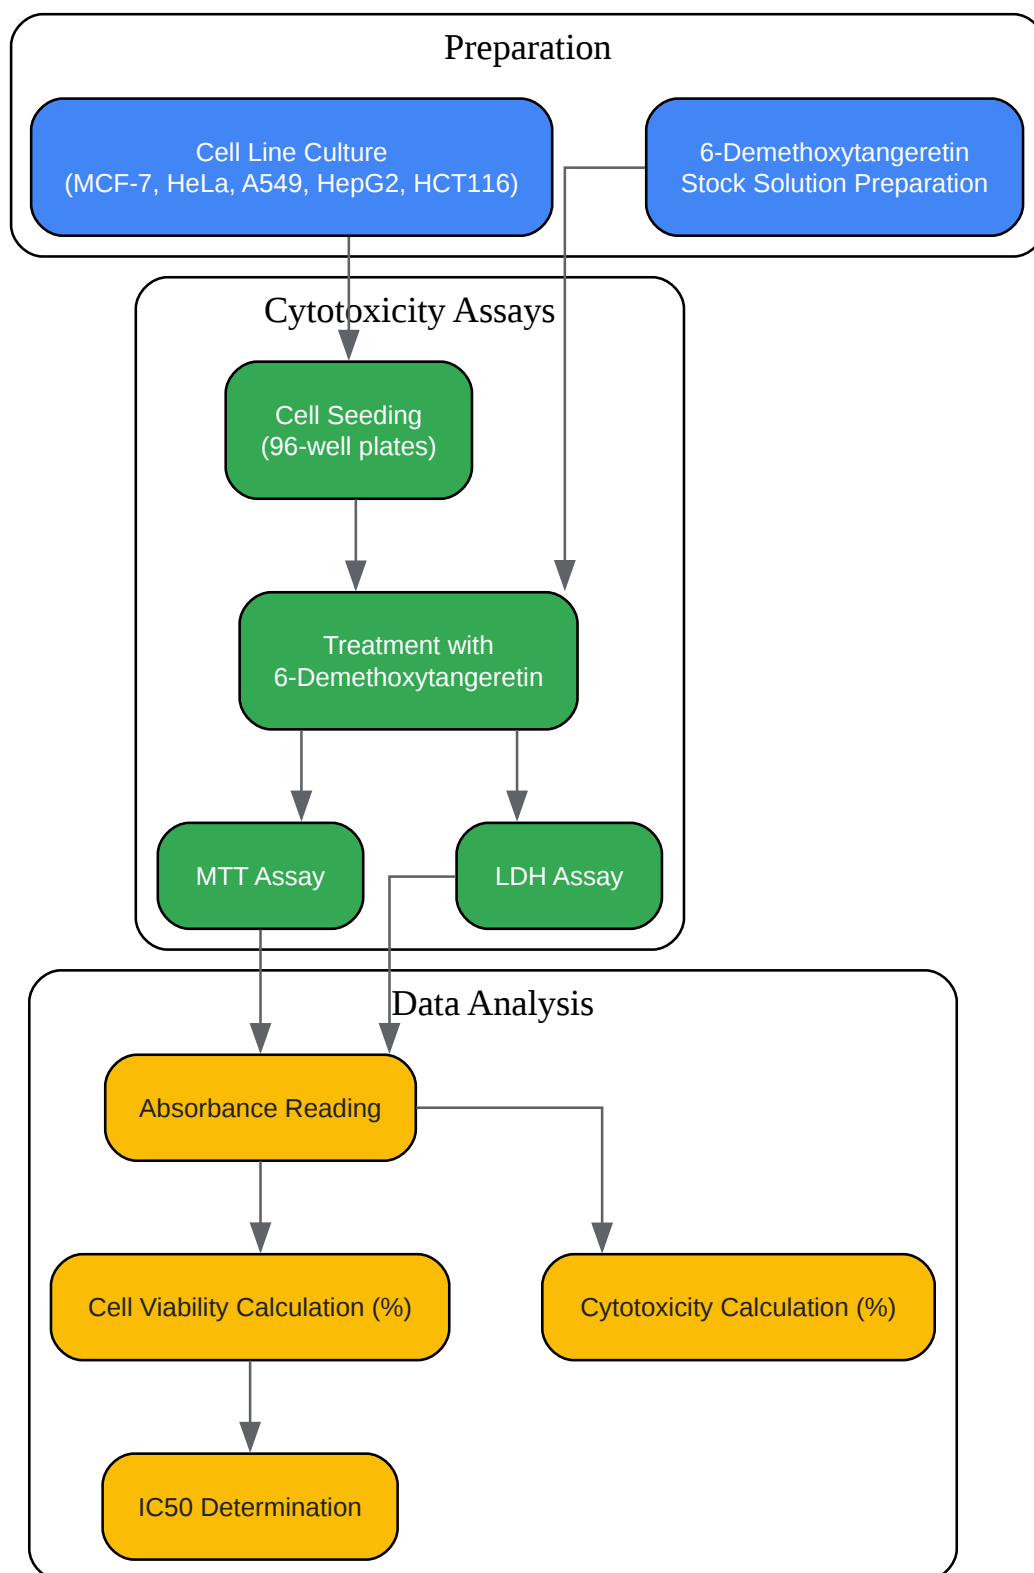 Preparation
Cell Line Culture
(MCF-7, HeLa, A549, HepG2, HCT116)
6-Demethoxytangeretin
Stock Solution Preparation
Cytotoxicity Assays
Cell Seeding
(96-well plates)
Treatment with
6-Demethoxytangeretin
MTT Assay
LDH Assay
Data Analysis
Absorbance Reading
Cell Viability Calculation (%)
Cytotoxicity Calculation (%)
IC50 Determination